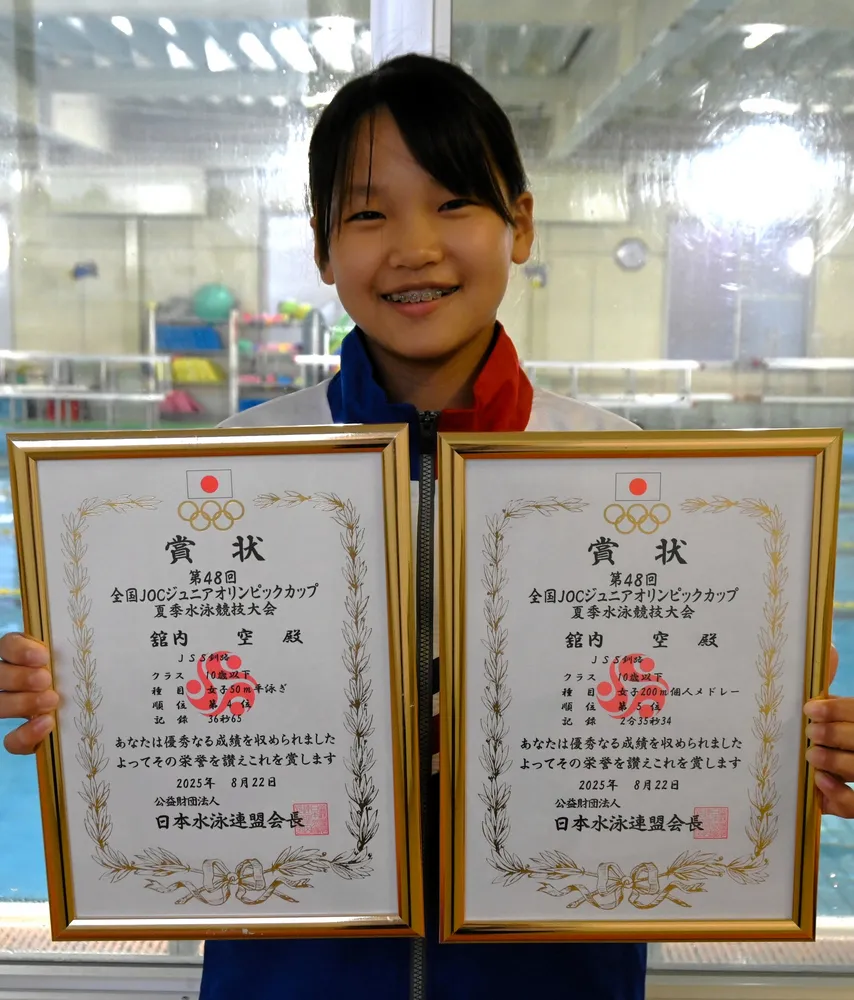 賞状
第48回
全国JOCジュニアオリンピックカップ
夏季水泳競技大会
舘内 空 殿
JSS釧路
クラス 10歳以下
種目 女子50m平泳ぎ
順位 第4位
記録 36秒65
あなたは優秀なる成績を収められました
よってその栄誉を讃えこれを賞します
2025年 8月22日
公益財団法人
日本水泳連盟会長
賞状
第48回
全国JOCジュニアオリンピックカップ
夏季水泳競技大会
舘内 空 殿
JSS釧路
クラス 10歳以下
種目 女子200m個人メドレー
順位 第5位
記録 2分35秒34
あなたは優秀なる成績を収められました
よってその栄誉を讃えこれを賞します
2025年 8月22日
公益財団法人
日本水泳連盟会長